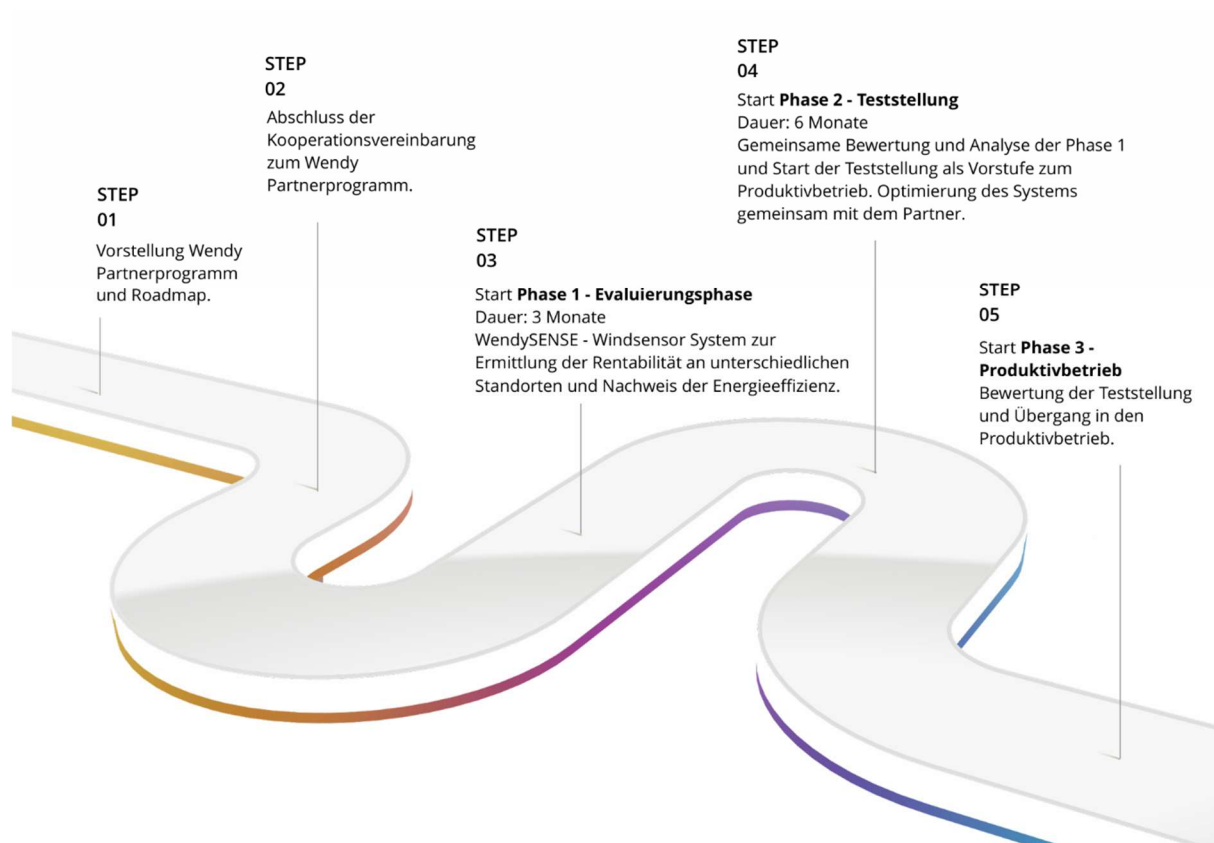 STEP
01
Vorstellung Wendy
Partnerprogramm
und Roadmap.
STEP
02
Abschluss der
Kooperationsvereinbarung
zum Wendy
Partnerprogramm.
STEP
03
Start Phase 1 - Evaluierungsphase
Dauer: 3 Monate
WendySENSE - Windsensor System zur
Ermittlung der Rentabilität an unterschiedlichen
Standorten und Nachweis der Energieeffizienz.
STEP
04
Start Phase 2 - Teststellung
Dauer: 6 Monate
Gemeinsame Bewertung und Analyse der Phase 1
und Start der Teststellung als Vorstufe zum
Produktivbetrieb. Optimierung des Systems
gemeinsam mit dem Partner.
STEP
05
Start Phase 3 -
Produktivbetrieb
Bewertung der Teststellung
und Übergang in den
Produktivbetrieb.